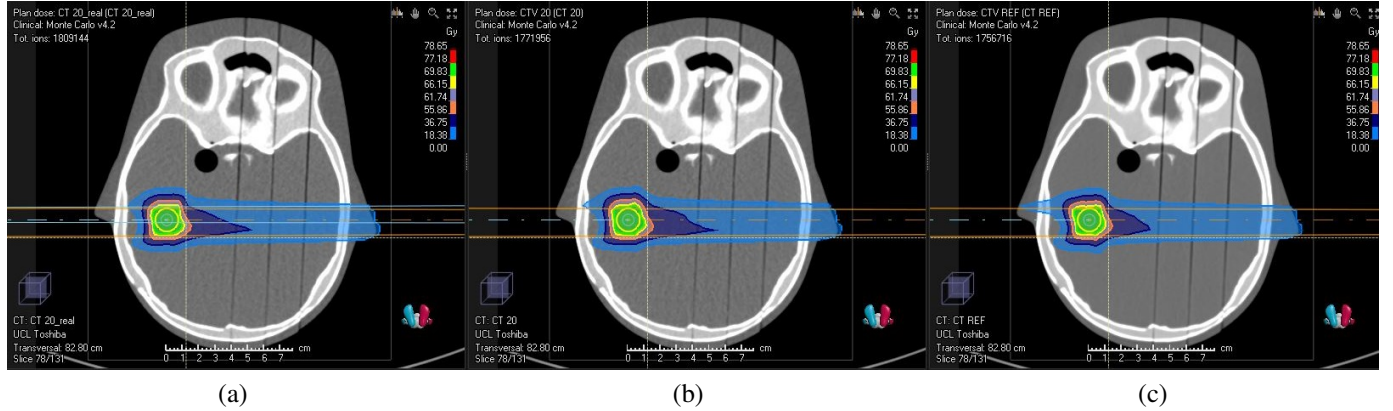 Plan dose: CT 20_real (CT 20_real)
Clinical: Monte Carlo v4.2
Tot. ions: 1809144
Gy
78.65
77.18
69.83
66.15
61.74
55.86
36.75
18.38
0.00
CT: CT 20_real
UCL Toshiba
Transversal: 82.80 cm
Slice 78/131
0 1 2 3 4 5 6 7 cm
(a)
Plan dose: CTV 20 (CT 20)
Clinical: Monte Carlo v4.2
Tot. ions: 1771956
Gy
78.65
77.18
69.83
66.15
61.74
55.86
36.75
18.38
0.00
CT: CT 20
UCL Toshiba
Transversal: 82.80 cm
Slice 78/131
0 1 2 3 4 5 6 7 cm
(b)
Plan dose: CTV REF (CT REF)
Clinical: Monte Carlo v4.2
Tot. ions: 1756716
Gy
78.65
77.18
69.83
66.15
61.74
55.86
36.75
18.38
0.00
CT: CT REF
UCL Toshiba
Transversal: 82.80 cm
Slice 78/131
0 1 2 3 4 5 6 7 cm
(c)